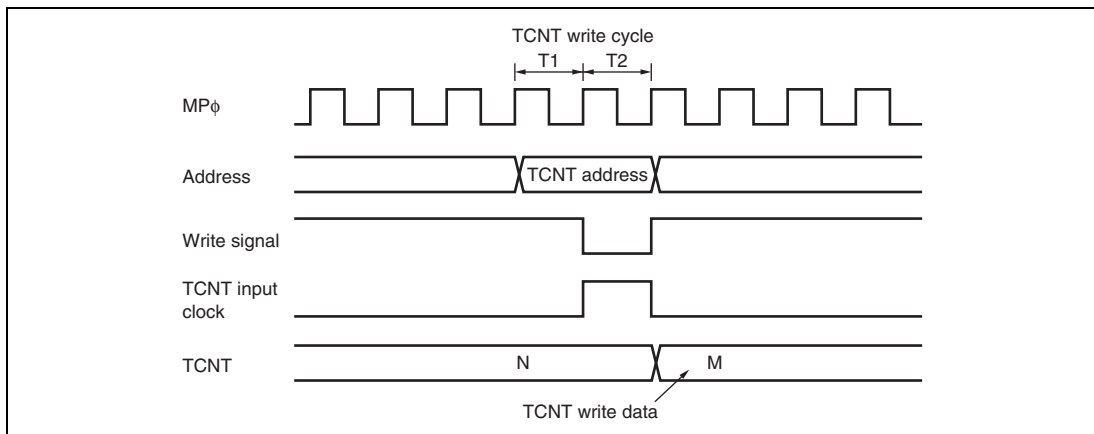 TCNT write cycle
T1 T2
MPϕ
Address
TCNT address
Write signal
TCNT input
clock
TCNT
N
M
TCNT write data